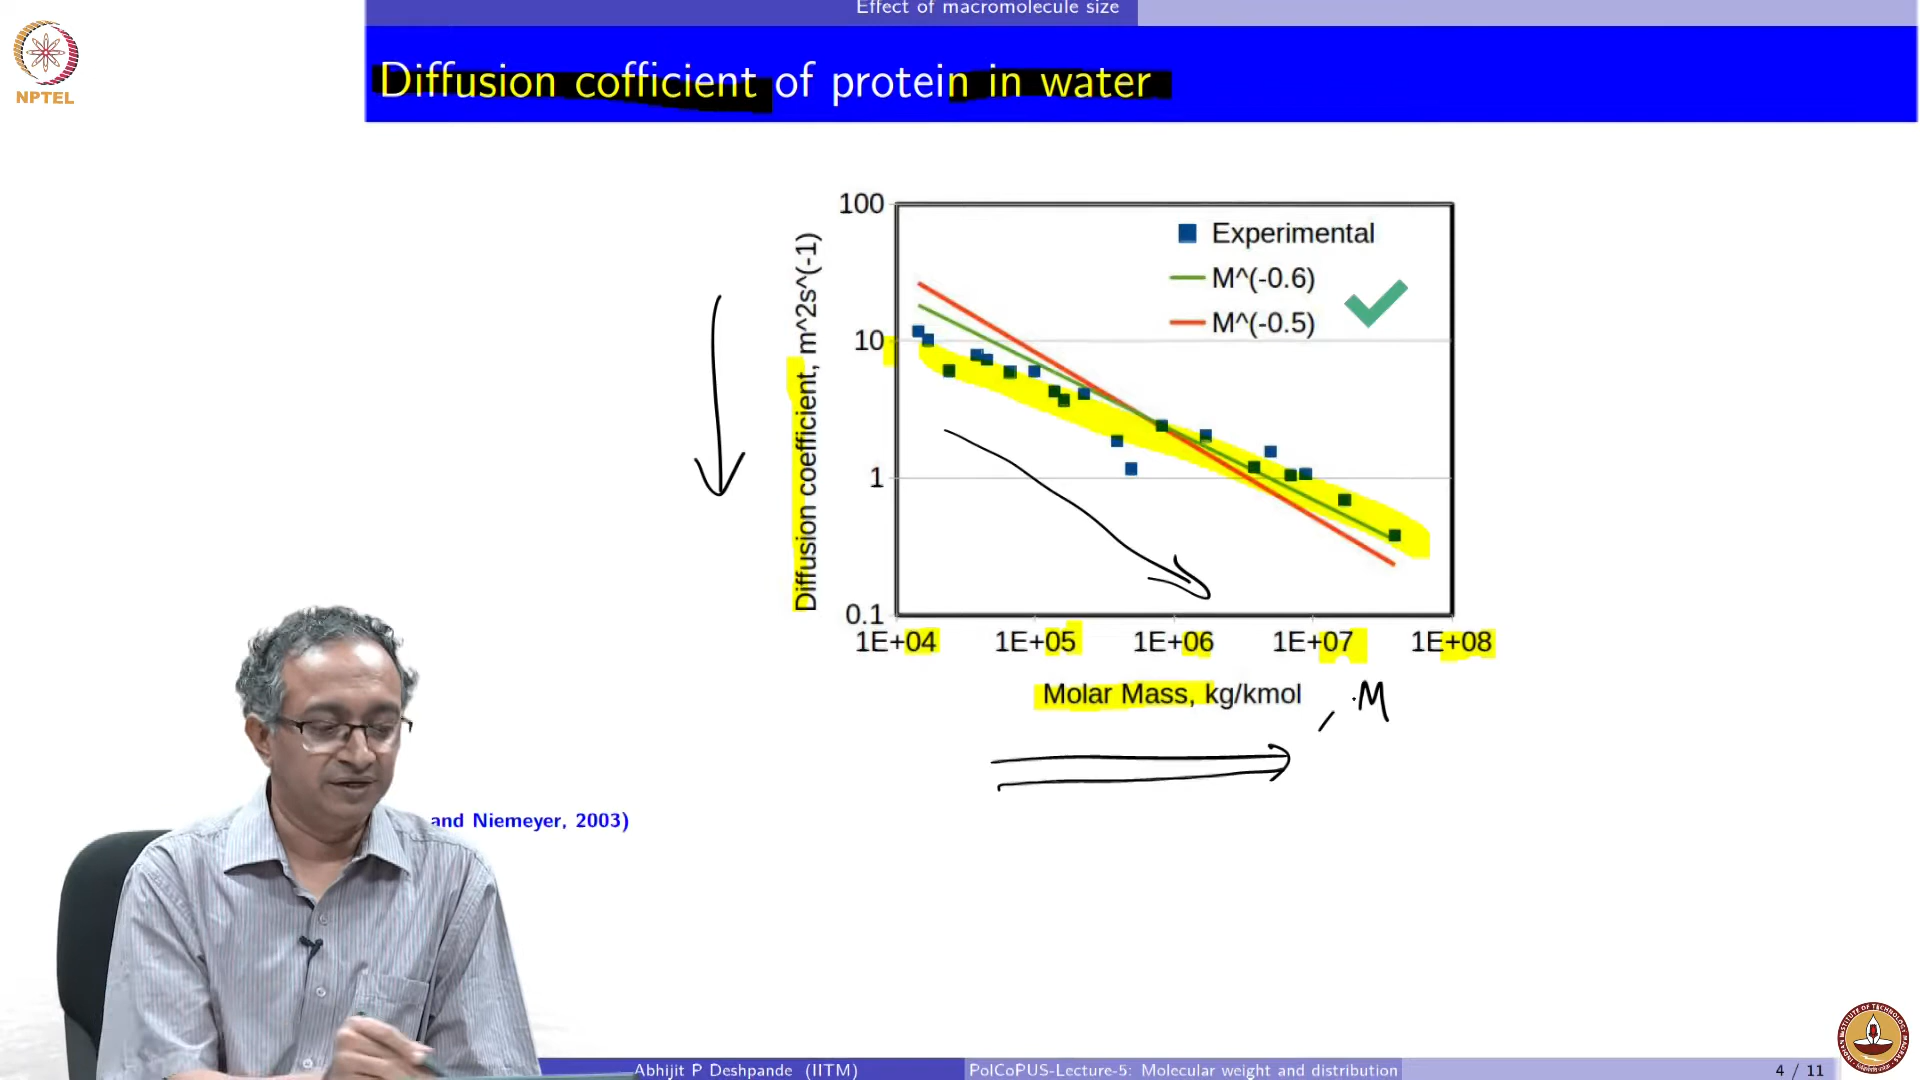 Effect of macromolecule size
NPTEL
Diffusion cofficient of protein in water
100
10
1
0.1
Diffusion coefficient, m^2s^(-1)
Experimental
M^(-0.6)
M^(-0.5)
1E+04 1E+05 1E+06 1E+07 1E+08
Molar Mass, kg/kmol , M
and Niemeyer, 2003)
Abhijit P Deshpande (IITM) PolCoPUS-Lecture-5: Molecular weight and distribution 4 / 11